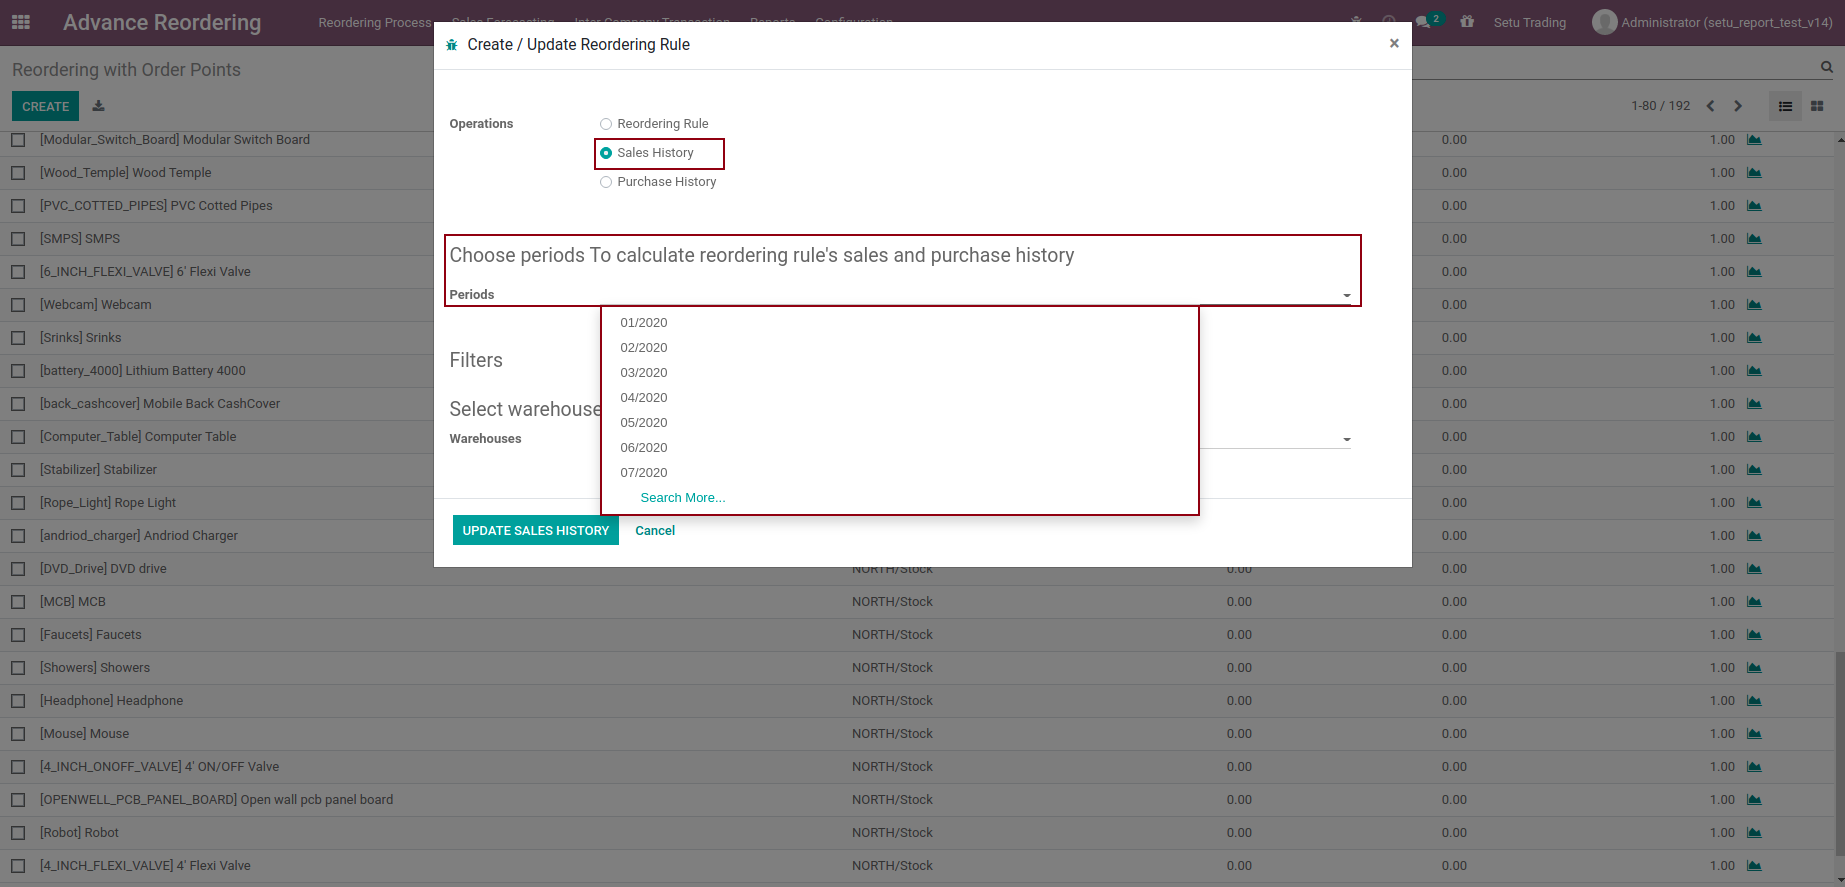 Advance Reordering Reordering Process Sales Forecasting Inter Company Transaction Reports Configuration 2 Setu Trading Administrator (setu_report_test_v14)
Create / Update Reordering Rule ×
Reordering with Order Points
CREATE 1-80 / 192
Operations
Reordering Rule
Sales History
Purchase History
Choose periods To calculate reordering rule's sales and purchase history
Periods
01/2020
02/2020
03/2020
04/2020
05/2020
06/2020
07/2020
Search More...
Filters
Select warehouse
Warehouses
UPDATE SALES HISTORY Cancel
[Modular_Switch_Board] Modular Switch Board 0.00 1.00
[Wood_Temple] Wood Temple 0.00 1.00
[PVC_COTTED_PIPES] PVC Cotted Pipes 0.00 1.00
[SMPS] SMPS 0.00 1.00
[6_INCH_FLEXI_VALVE] 6' Flexi Valve 0.00 1.00
[Webcam] Webcam 0.00 1.00
[Srinks] Srinks 0.00 1.00
[battery_4000] Lithium Battery 4000 0.00 1.00
[back_cashcover] Mobile Back CashCover 0.00 1.00
[Computer_Table] Computer Table 0.00 1.00
[Stabilizer] Stabilizer 0.00 1.00
[Rope_Light] Rope Light 0.00 1.00
[andriod_charger] Andriod Charger 0.00 1.00
[DVD_Drive] DVD drive NORTH/Stock 0.00 0.00 1.00
[MCB] MCB NORTH/Stock 0.00 0.00 1.00
[Faucets] Faucets NORTH/Stock 0.00 0.00 1.00
[Showers] Showers NORTH/Stock 0.00 0.00 1.00
[Headphone] Headphone NORTH/Stock 0.00 0.00 1.00
[Mouse] Mouse NORTH/Stock 0.00 0.00 1.00
[4_INCH_ONOFF_VALVE] 4' ON/OFF Valve NORTH/Stock 0.00 0.00 1.00
[OPENWELL_PCB_PANEL_BOARD] Open wall pcb panel board NORTH/Stock 0.00 0.00 1.00
[Robot] Robot NORTH/Stock 0.00 0.00 1.00
[4_INCH_FLEXI_VALVE] 4' Flexi Valve NORTH/Stock 0.00 0.00 1.00